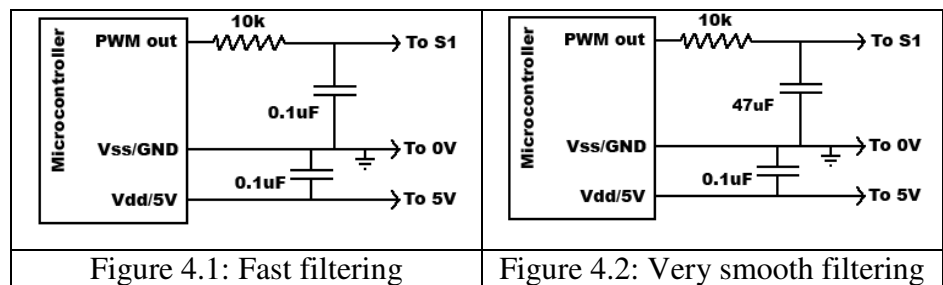 10k
Microcontroller
PWM out
To S1
0.1uF
Vss/GND
To 0V
0.1uF
Vdd/5V
To 5V
Figure 4.1: Fast filtering
10k
Microcontroller
PWM out
To S1
47uF
Vss/GND
To 0V
0.1uF
Vdd/5V
To 5V
Figure 4.2: Very smooth filtering